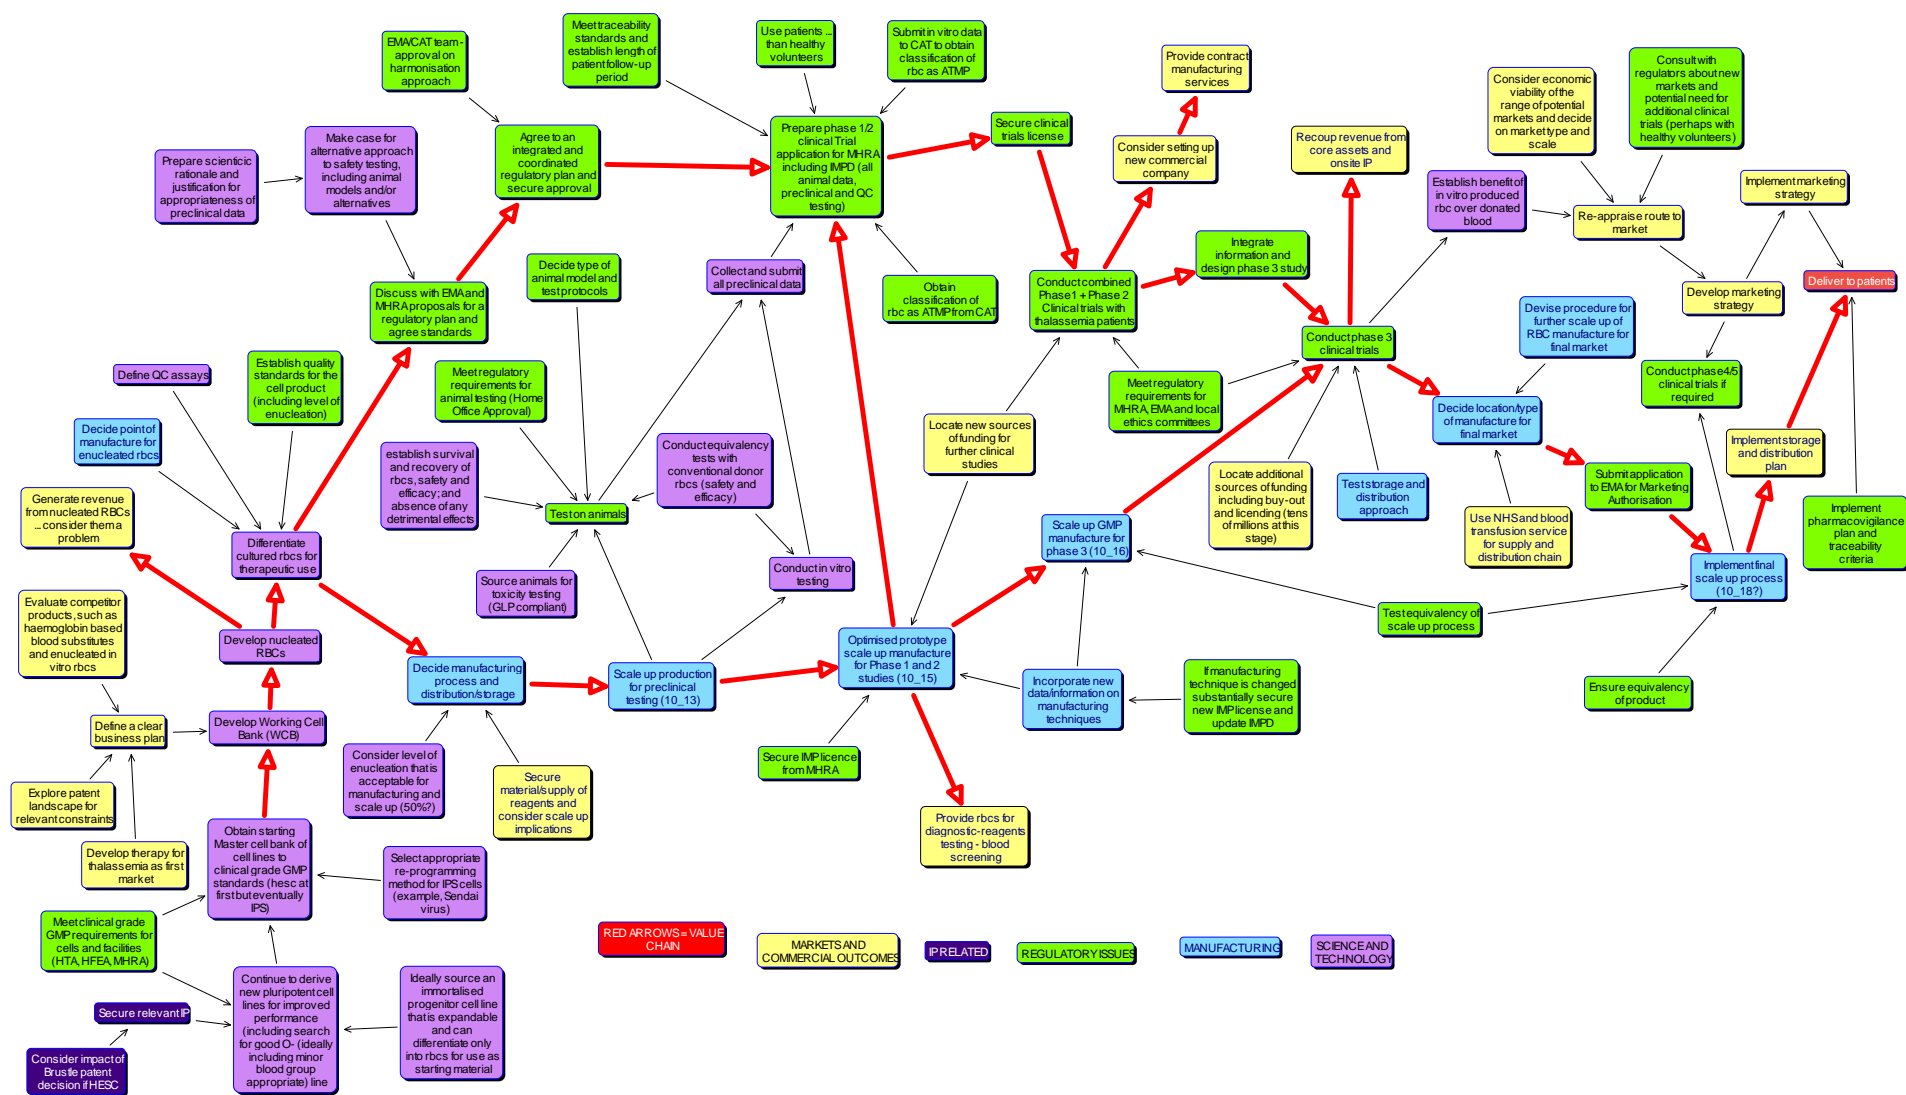 Meet traceability
standards and
establish length of
patient follow-up
period
Use patients ...
than healthy
volunteers
Submit in vitro data
to CAT to obtain
classification of
rbc as ATMP
EMA/CAT team -
approval on
harmonisation
approach
Provide contract
manufacturing
services
Consider economic
viability of the
range of potential
markets and decide
on market type and
scale
Consult with
regulators about new
markets and
potential need for
additional clinical
trials (perhaps with
healthy volunteers)
Prepare scienticic
rationale and
justification for
appropriateness of
preclinical data
Make case for
alternative approach
to safety testing,
including animal
models and/or
alternatives
Agree to an
integrated and
coordinated
regulatory plan and
secure approval
Prepare phase 1/2
clinical Trial
application for MHRA
including IMPD (all
animal data,
preclinical and QC
testing)
Secure clinical
trials license
Consider setting up
new commercial
company
Recoup revenue from
core assets and
onsite IP
Establish benefit of
in vitro produced
rbc over donated
blood
Re-appraise route to
market
Implement marketing
strategy
Discuss with EMA and
MHRA proposals for a
regulatory plan and
agree standards
Decide type of
animal model and
test protocols
Collect and submit
all preclinical data
Obtain
classification of
rbc as ATMP from CAT
Conduct combined
Phase1 + Phase 2
Clinical trials with
thalassemia patients
Integrate
information and
design phase 3 study
Develop marketing
strategy
Deliver to patients
Define QC assays
Establish quality
standards for the
cell product
(including level of
enucleation)
Meet regulatory
requirements for
animal testing (Home
Office Approval)
Meet regulatory
requirements for
MHRA, EMA and local
ethics committees
Conduct phase 3
clinical trials
Devise procedure for
further scale up of
RBC manufacture for
final market
Conduct phase 4/5
clinical trials if
required
Decide point of
manufacture for
enucleated rbcs
establish survival
and recovery of
rbcs, safety and
efficacy; and
absence of any
detrimental effects
Conduct equivalency
tests with
conventional donor
rbcs (safety and
efficacy)
Locate new sources
of funding for
further clinical
studies
Locate additional
sources of funding
including buy-out
and licending (tens
of millions at this
stage)
Test storage and
distribution
approach
Decide location/type
of manufacture for
final market
Implement storage
and distribution
plan
Generate revenue
from nucleated RBCs
... consider them a
problem
Differentiate
cultured rbcs for
therapeutic use
Test on animals
Source animals for
toxicity testing
(GLP compliant)
Conduct in vitro
testing
Scale up GMP
manufacture for
phase 3 (10_16)
Use NHS and blood
transfusion service
for supply and
distribution chain
Submit application
to EMA for Marketing
Authorisation
Implement
pharmacovigilance
plan and
traceability
criteria
Implement final
scale up process
(10_18?)
Evaluate competitor
products, such as
haemoglobin based
blood substitutes
and enucleated in
vitro rbcs
Develop nucleated
RBCs
Decide manufacturing
process and
distribution/storage
Scale up production
for preclinical
testing (10_13)
Optimised prototype
scale up manufacture
for Phase 1 and 2
studies (10_15)
Incorporate new
data/information on
manufacturing
techniques
If manufacturing
technique is changed
substantially secure
new IMP license and
update IMPD
Test equivalency of
scale up process
Ensure equivalency
of product
Define a clear
business plan
Develop Working Cell
Bank (WCB)
Consider level of
enucleation that is
acceptable for
manufacturing and
scale up (50%?)
Secure
material/supply of
reagents and
consider scale up
implications
Secure IMP licence
from MHRA
Provide rbcs for
diagnostic-reagents
testing - blood
screening
Explore patent
landscape for
relevant constraints
Develop therapy for
thalassemia as first
market
Obtain starting
Master cell bank of
cell lines to
clinical grade GMP
standards (hesc at
first but eventually
IPS)
Select appropriate
re-programming
method for IPS cells
(example, Sendai
virus)
Meet clinical grade
GMP requirements for
cells and facilities
(HTA, HFEA, MHRA)
Continue to derive
new pluripotent cell
lines for improved
performance
(including search
for good O- (ideally
including minor
blood group
appropriate) line
Ideally source an
immortalised
progenitor cell line
that is expandable
and can
differentiate only
into rbcs for use as
starting material
Secure relevant IP
Consider impact of
Brustle patent
decision if HESC
RED ARROWS = VALUE
CHAIN
MARKETS AND
COMMERCIAL OUTCOMES
IP RELATED
REGULATORY ISSUES
MANUFACTURING
SCIENCE AND
TECHNOLOGY